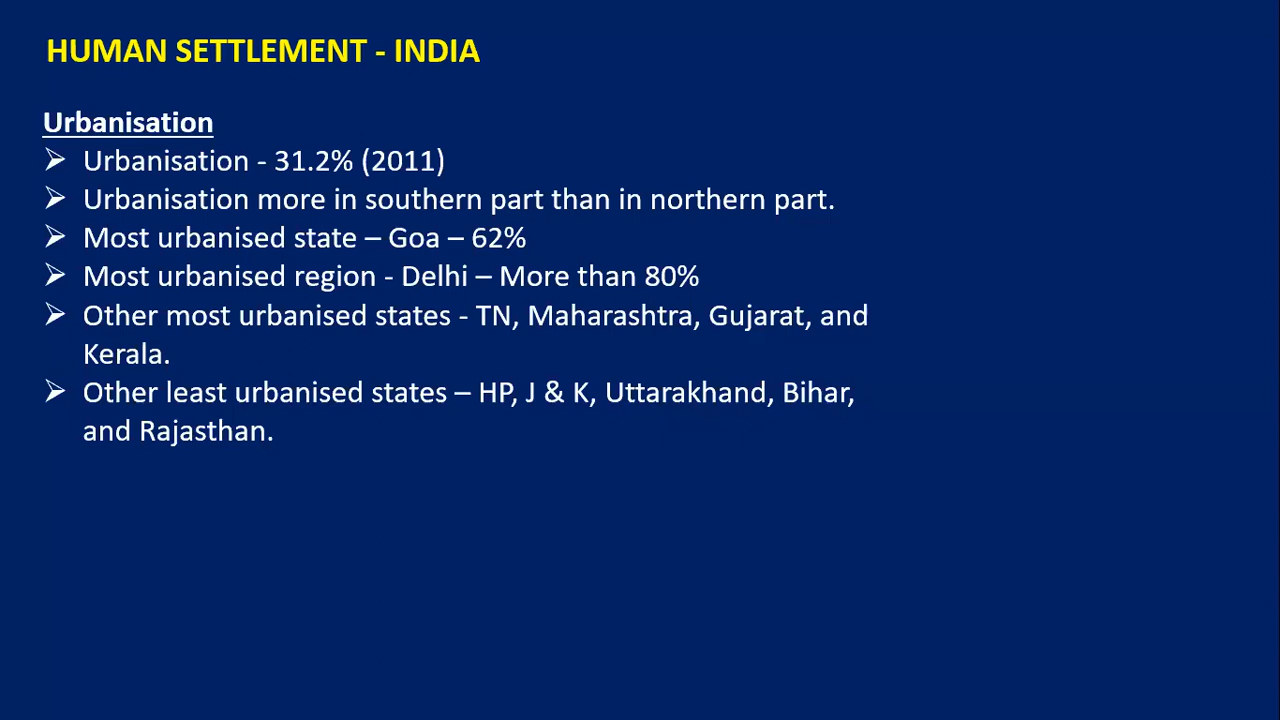 HUMAN SETTLEMENT - INDIA
Urbanisation
➢ Urbanisation - 31.2% (2011)
➢ Urbanisation more in southern part than in northern part.
➢ Most urbanised state – Goa – 62%
➢ Most urbanised region - Delhi – More than 80%
➢ Other most urbanised states - TN, Maharashtra, Gujarat, and
Kerala.
➢ Other least urbanised states – HP, J & K, Uttarakhand, Bihar,
and Rajasthan.